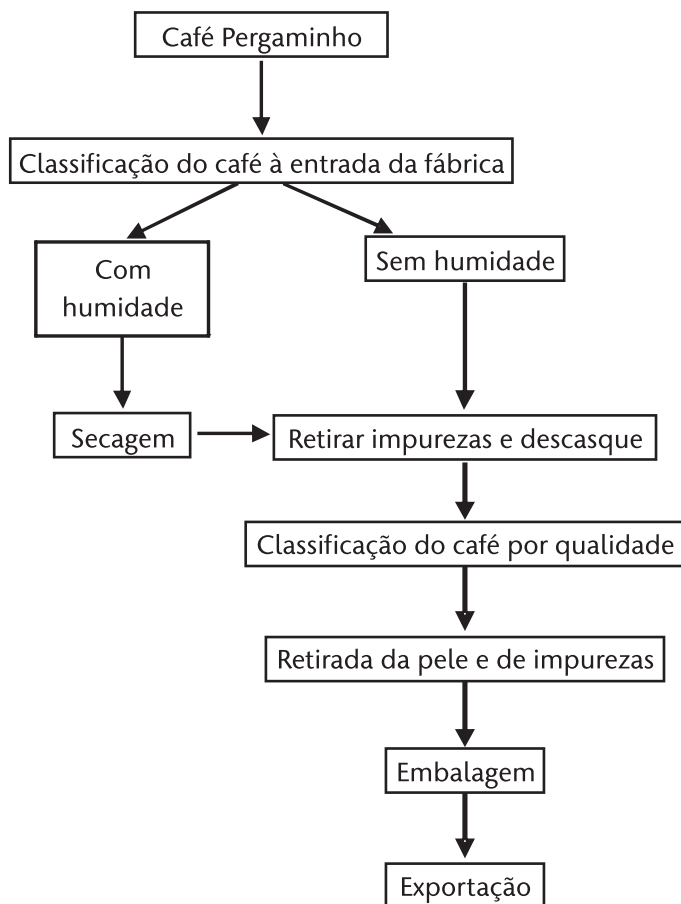 Café Pergaminho
Classificação do café à entrada da fábrica
Com
humidade
Sem humidade
Secagem
Retirar impurezas e descasque
Classificação do café por qualidade
Retirada da pele e de impurezas
Embalagem
Exportação